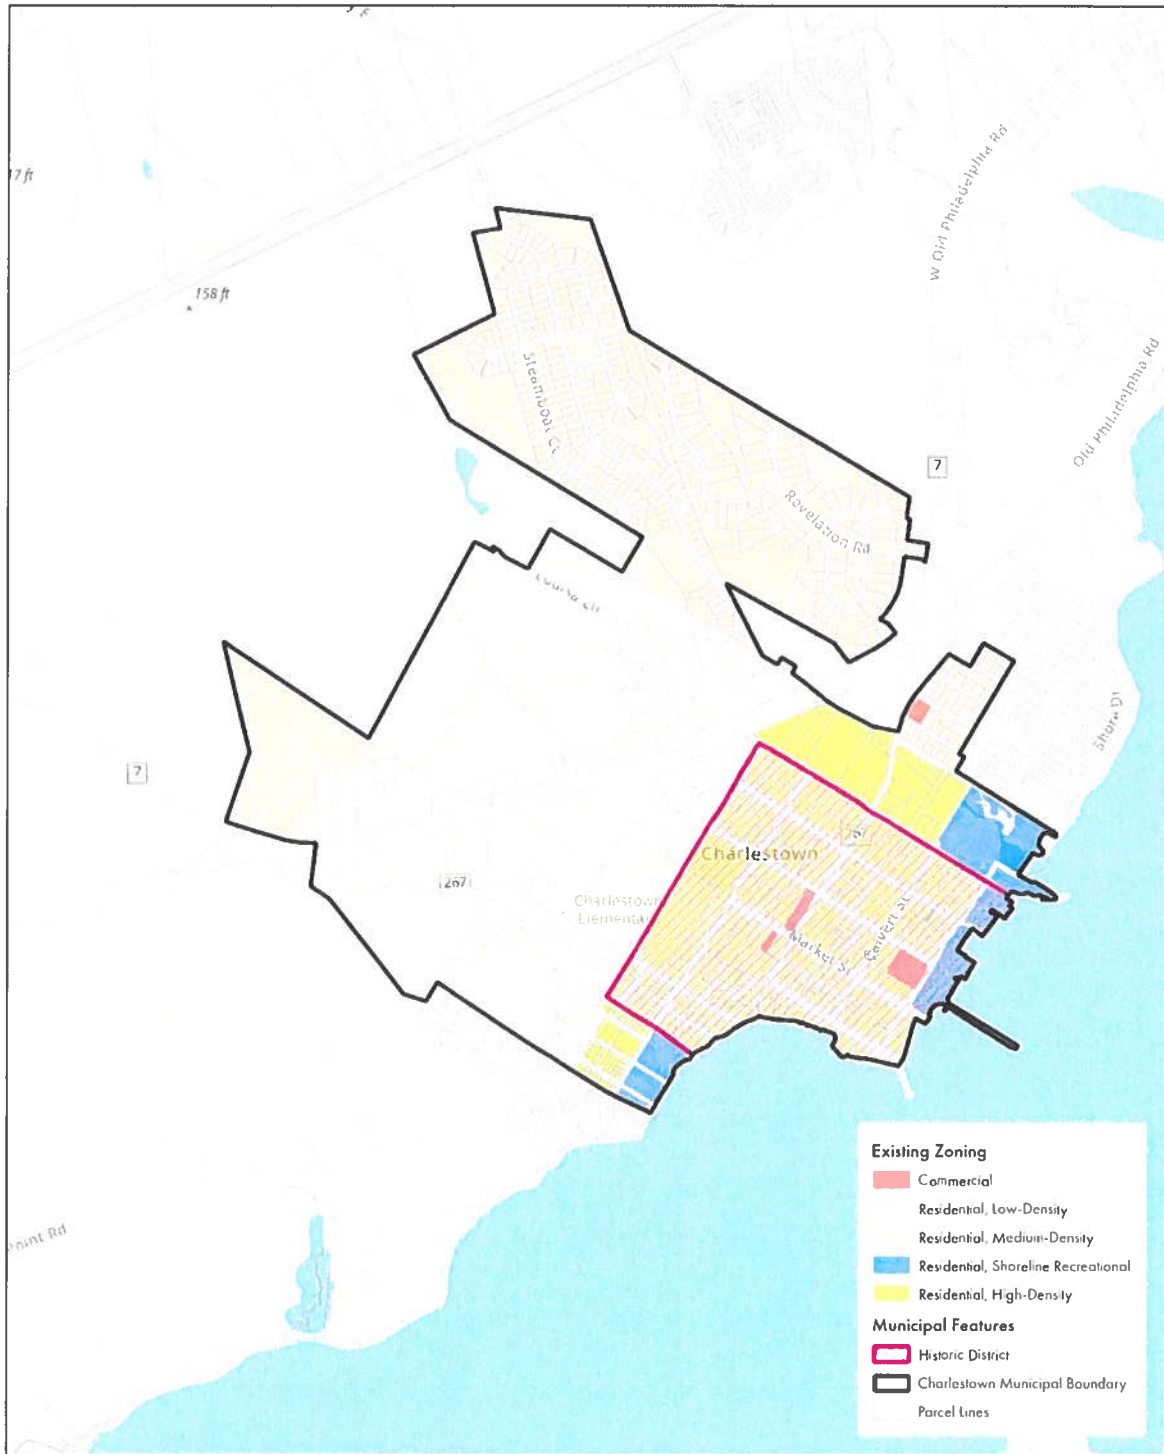 17 ft
158 ft
W Old Philadelphia Rd
Old Philadelphia Rd
Steamboat Ct
7
Revelation Rd
Shore Dr
7
267
Charlestown
267
Charlestown
Elementa
Market St
Calvert St
Point Rd
Existing Zoning
Commercial
Residential, Low-Density
Residential, Medium-Density
Residential, Shoreline Recreational
Residential, High-Density
Municipal Features
Historic District
Charlestown Municipal Boundary
Parcel Lines